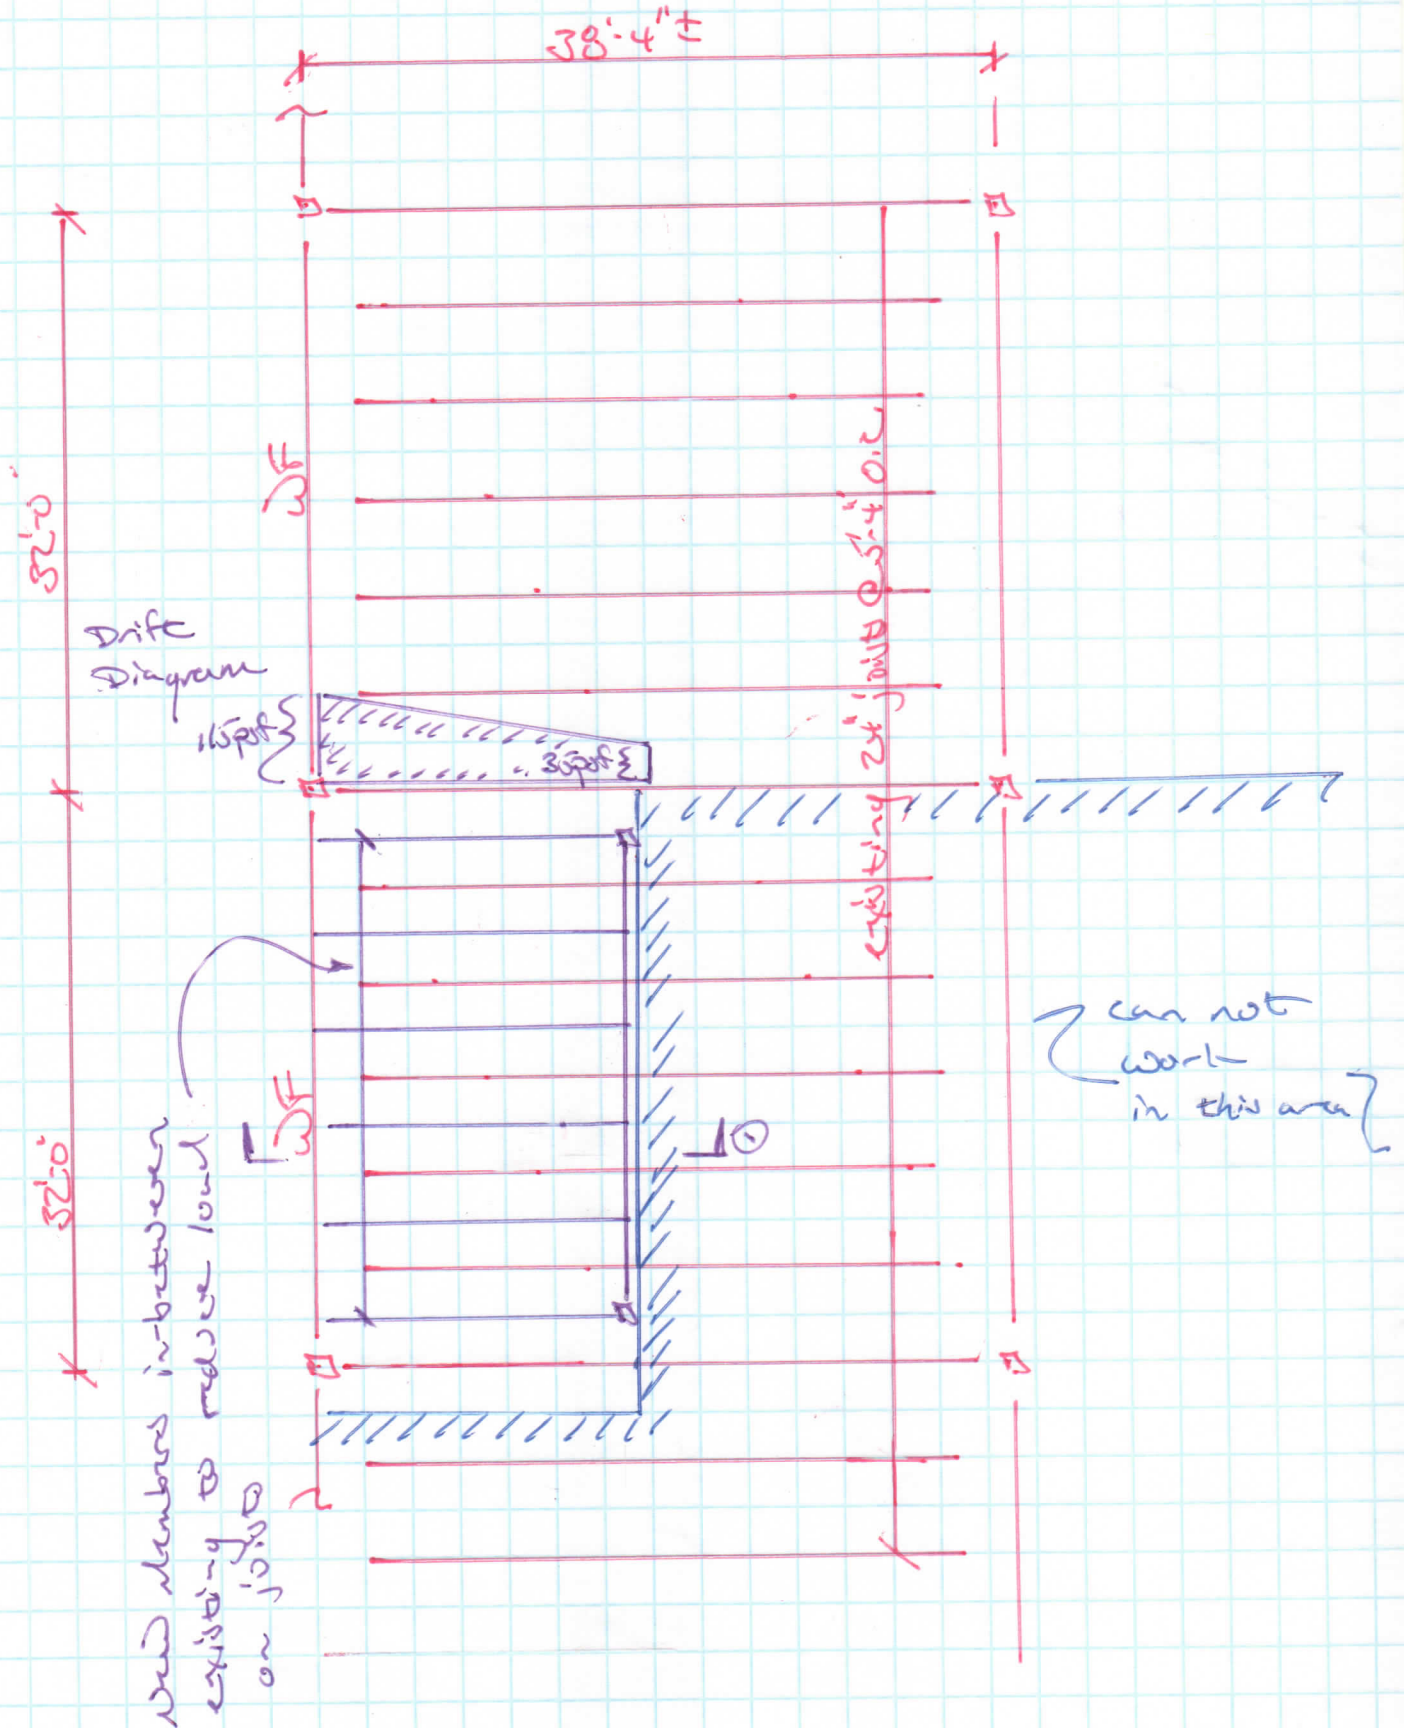 38'-4"±
32'-0"
WF
existing 24" joists @ 5'-4" o.c
Drift
Diagram
115psf
30psf
can not
work
in this area
WF
1
32'-0"
new members in-between
existing to reduce load
on joists